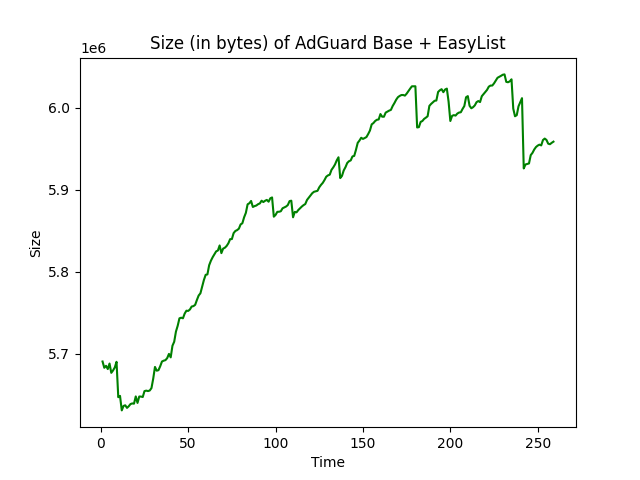 Size (in bytes) of AdGuard Base + EasyList
1e6
6.0
5.9
5.8
5.7
Size
0 50 100 150 200 250
Time